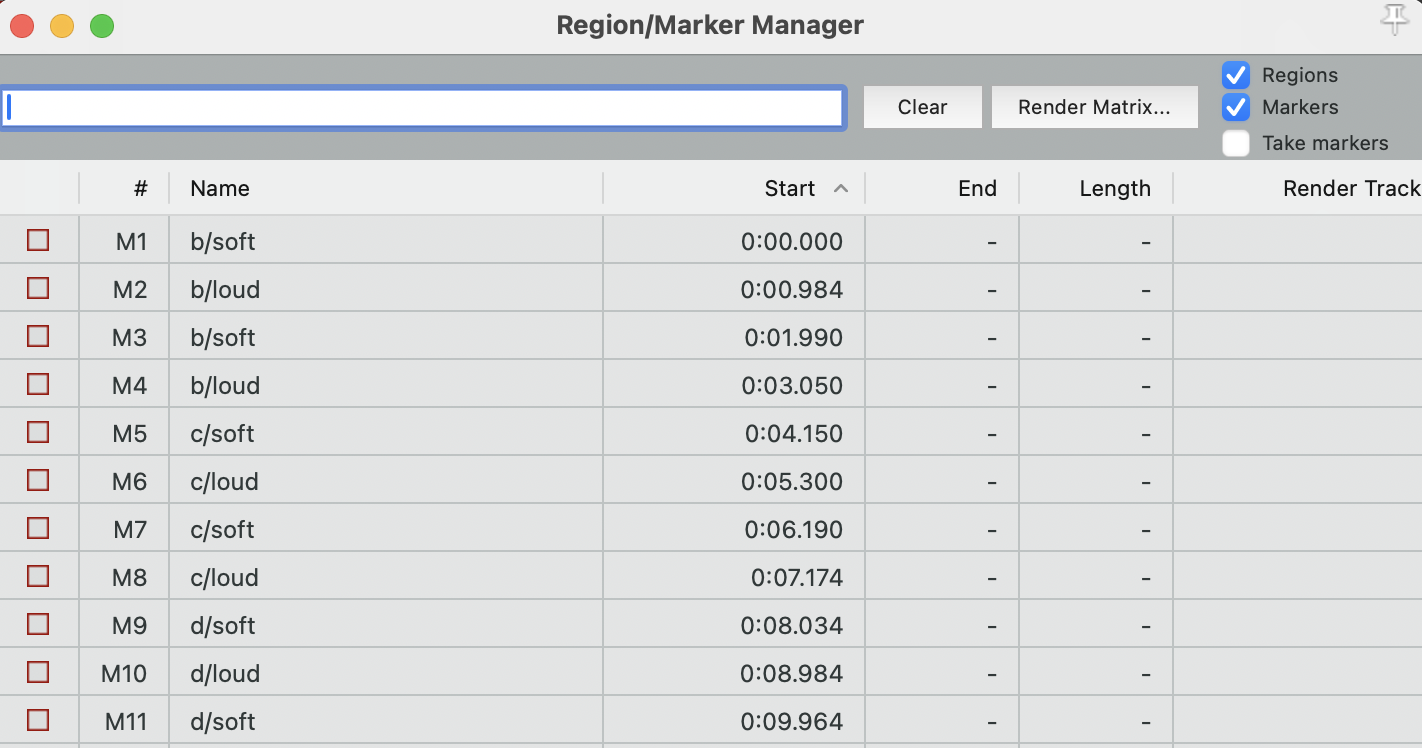 Region/Marker Manager
Clear Render Matrix...
Regions
Markers
Take markers
# Name Start End Length Render Track
M1 b/soft 0:00.000 - -
M2 b/loud 0:00.984 - -
M3 b/soft 0:01.990 - -
M4 b/loud 0:03.050 - -
M5 c/soft 0:04.150 - -
M6 c/loud 0:05.300 - -
M7 c/soft 0:06.190 - -
M8 c/loud 0:07.174 - -
M9 d/soft 0:08.034 - -
M10 d/loud 0:08.984 - -
M11 d/soft 0:09.964 - -